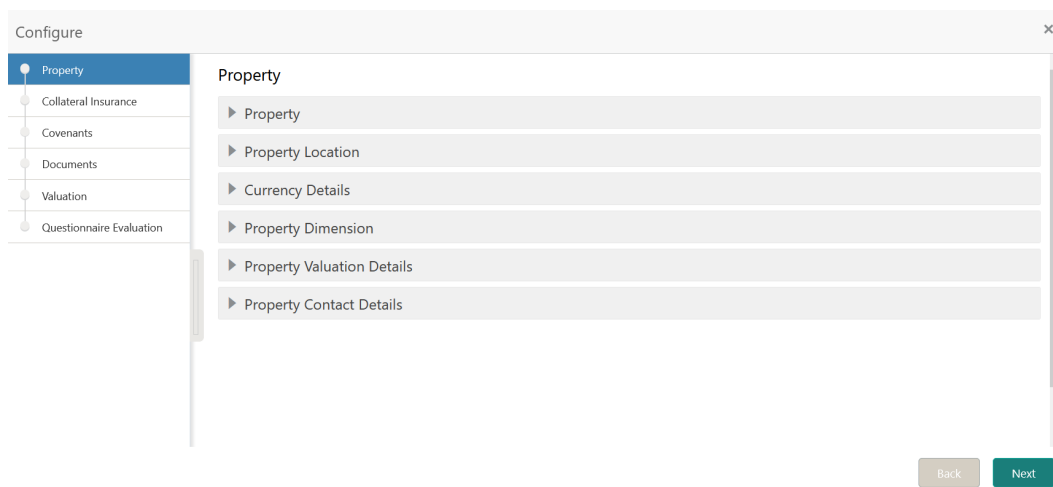 Configure
×
Property
Collateral Insurance
Covenants
Documents
Valuation
Questionnaire Evaluation
Property
Property
Property Location
Currency Details
Property Dimension
Property Valuation Details
Property Contact Details
Back
Next